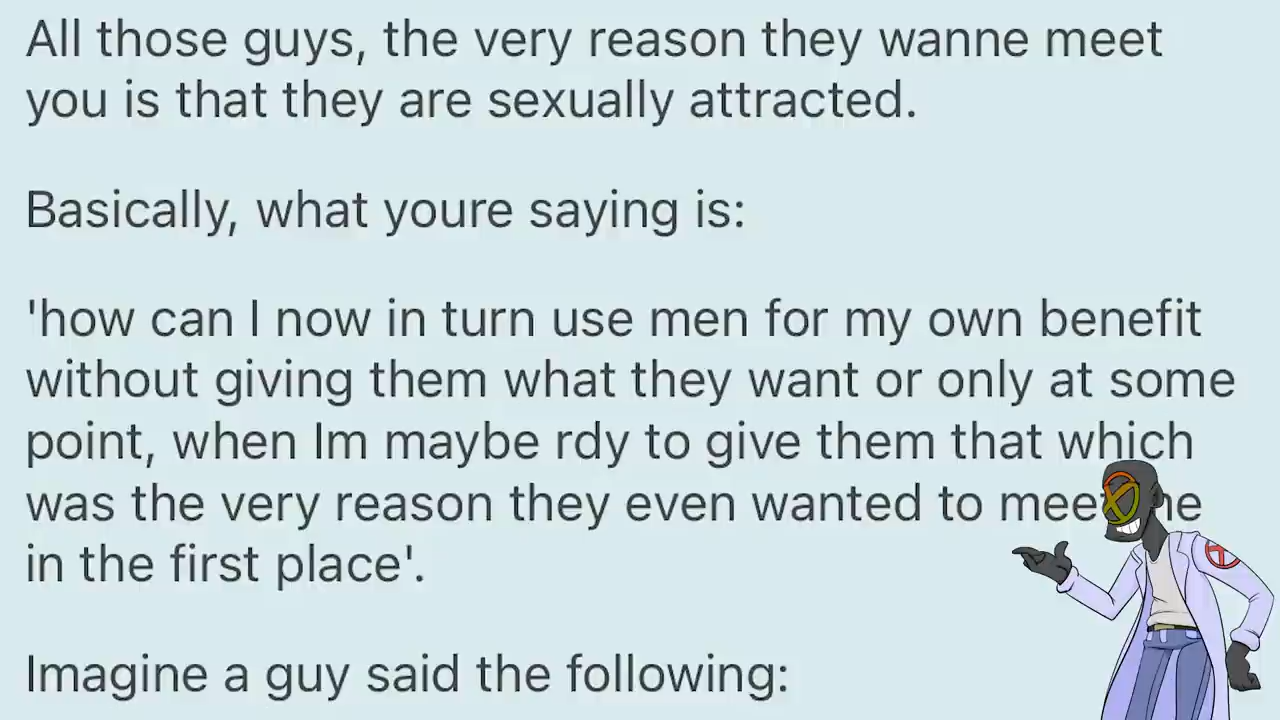 All those guys, the very reason they wanne meet
you is that they are sexually attracted.
Basically, what youre saying is:
'how can I now in turn use men for my own benefit
without giving them what they want or only at some
point, when Im maybe rdy to give them that which
was the very reason they even wanted to meet me
in the first place'.
Imagine a guy said the following: